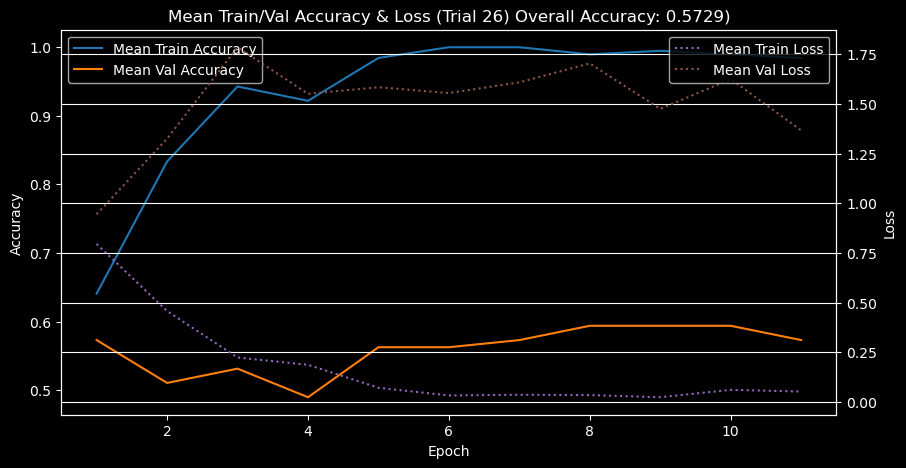 Mean Train/Val Accuracy & Loss (Trial 26) Overall Accuracy: 0.5729)
Mean Train Accuracy
Mean Val Accuracy
Mean Train Loss
Mean Val Loss
Accuracy
1.0
0.9
0.8
0.7
0.6
0.5
Loss
1.75
1.50
1.25
1.00
0.75
0.50
0.25
0.00
2
4
6
8
10
Epoch